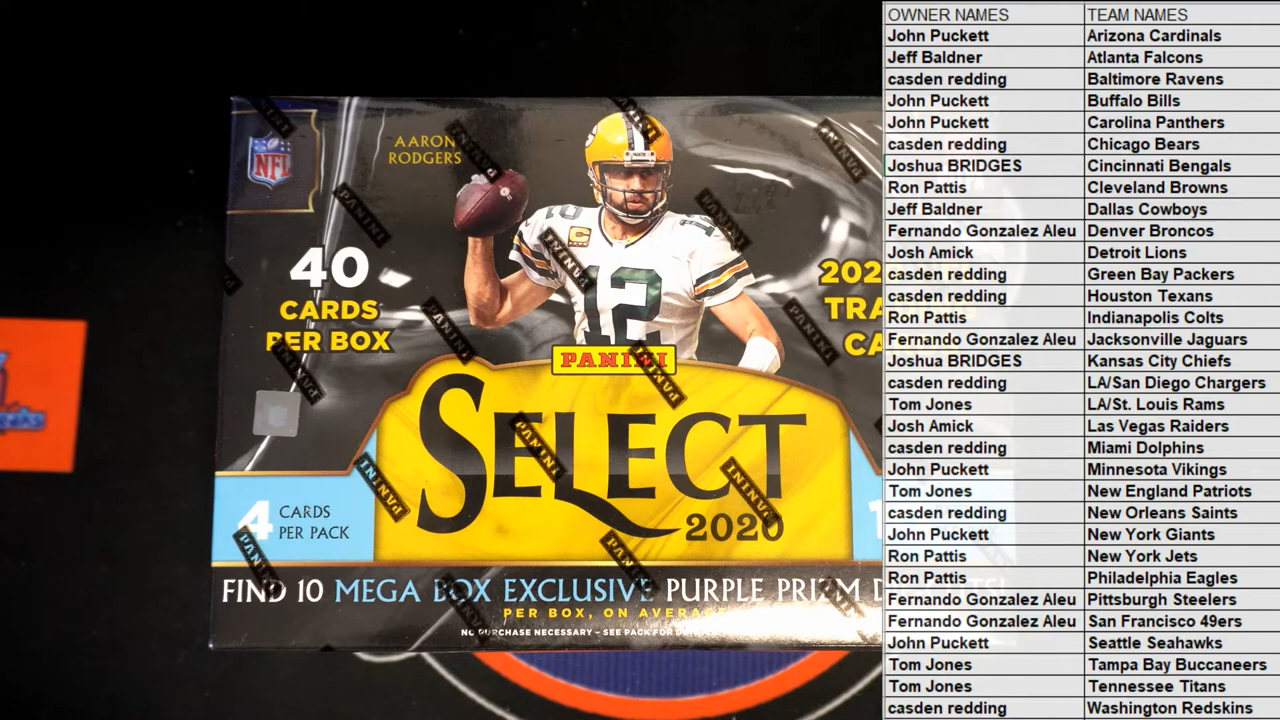 OWNER NAMES TEAM NAMES
John Puckett Arizona Cardinals
Jeff Baldner Atlanta Falcons
casden redding Baltimore Ravens
John Puckett Buffalo Bills
John Puckett Carolina Panthers
casden redding Chicago Bears
Joshua BRIDGES Cincinnati Bengals
Ron Pattis Cleveland Browns
Jeff Baldner Dallas Cowboys
Fernando Gonzalez Aleu Denver Broncos
Josh Amick Detroit Lions
casden redding Green Bay Packers
casden redding Houston Texans
Ron Pattis Indianapolis Colts
Fernando Gonzalez Aleu Jacksonville Jaguars
Joshua BRIDGES Kansas City Chiefs
casden redding LA/San Diego Chargers
Tom Jones LA/St. Louis Rams
Josh Amick Las Vegas Raiders
casden redding Miami Dolphins
John Puckett Minnesota Vikings
Tom Jones New England Patriots
casden redding New Orleans Saints
John Puckett New York Giants
Ron Pattis New York Jets
Ron Pattis Philadelphia Eagles
Fernando Gonzalez Aleu Pittsburgh Steelers
Fernando Gonzalez Aleu San Francisco 49ers
John Puckett Seattle Seahawks
Tom Jones Tampa Bay Buccaneers
Tom Jones Tennessee Titans
casden redding Washington Redskins
NFL
AARON
RODGERS
12
40
CARDS
PER BOX
PANINI
SELECT
2020
4 CARDS
PER PACK
FIND 10 MEGA BOX EXCLUSIVE PURPLE PRIZM
PER BOX, ON AVERAGE
NO PURCHASE NECESSARY – SEE PACK FOR